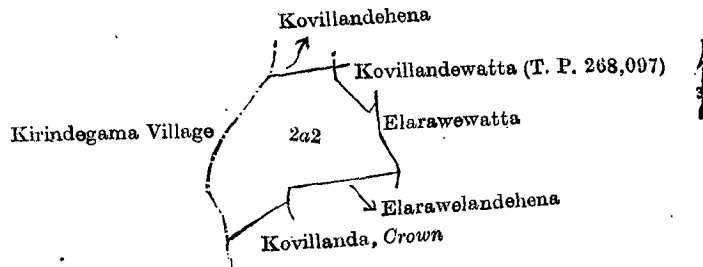 Kovillandehena
Kovillandewatta (T. P. 268,097)
Kirindegama Village
2a2
Elarawewatta
Elarawelandehena
Kovillanda, Crown